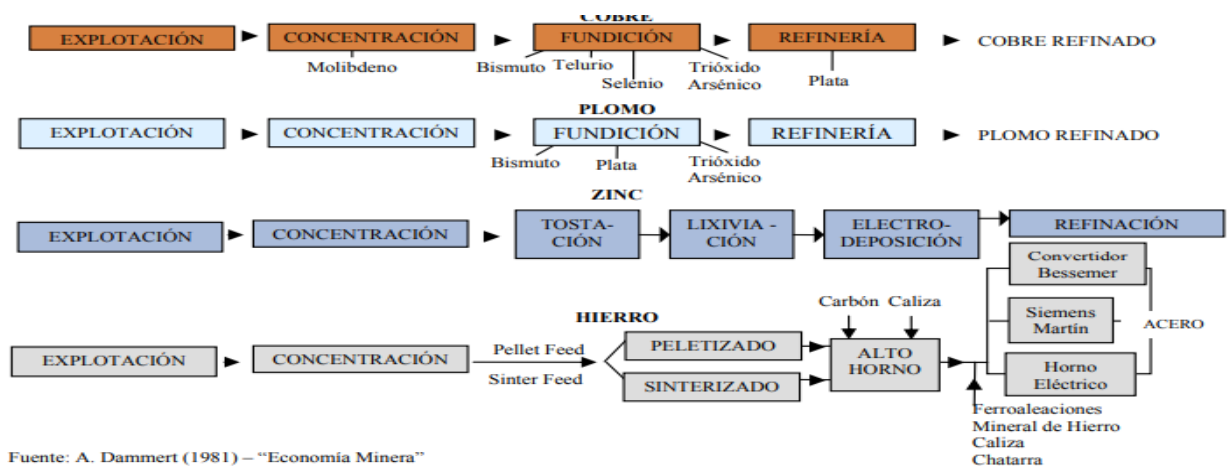 COBRE
EXPLOTACIÓN
CONCENTRACIÓN
FUNDICIÓN
REFINERÍA
COBRE REFINADO
Molibdeno
Bismuto
Telurio
Selenio
Trióxido
Arsénico
Plata
PLOMO
EXPLOTACIÓN
CONCENTRACIÓN
FUNDICIÓN
REFINERÍA
PLOMO REFINADO
Bismuto
Plata
Trióxido
Arsénico
ZINC
EXPLOTACIÓN
CONCENTRACIÓN
TOSTA-
CIÓN
LIXIVIA -
CIÓN
ELECTRO-
DEPOSICIÓN
REFINACIÓN
HIERRO
EXPLOTACIÓN
CONCENTRACIÓN
Pellet Feed
Sinter Feed
PELETIZADO
SINTERIZADO
Carbón Caliza
ALTO
HORNO
Convertidor
Bessemer
Siemens
Martín
Horno
Eléctrico
ACERO
Ferroaleaciones
Mineral de Hierro
Caliza
Chatarra
Fuente: A. Dammert (1981) – “Economía Minera”